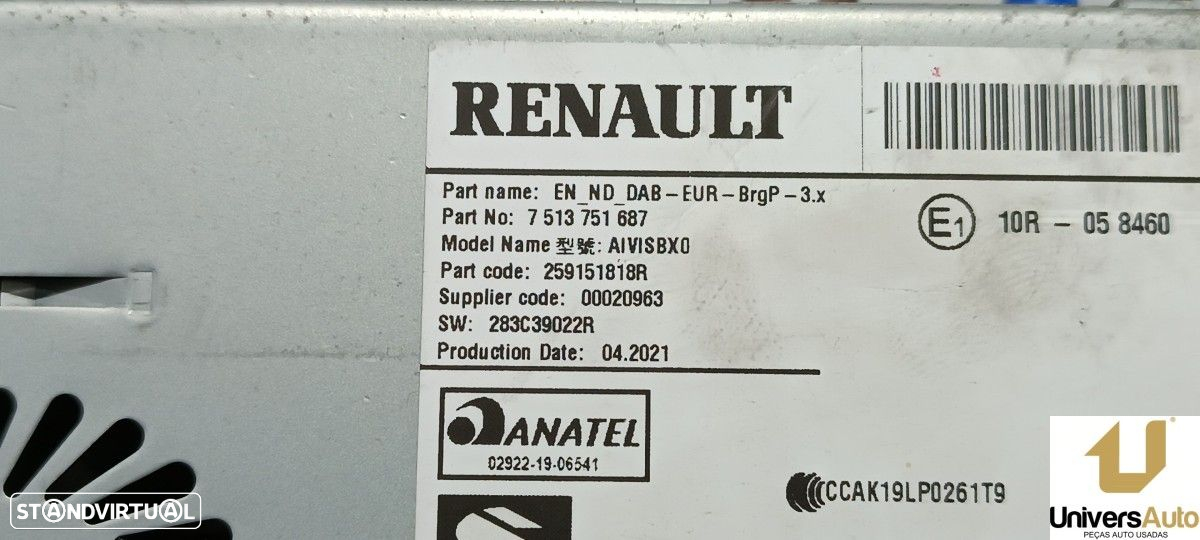 RENAULT
Part name: EN_ND_DAB-EUR-BrgP-3.x
Part No: 7 513 751 687
Model Name 型號: AIVISBX0
Part code: 259151818R
Supplier code: 00020963
SW: 283C39022R
Production Date: 04.2021
E1 10R - 05 8460
ANATEL
02922-19-06541
CCAK19LP0261T9
STANDVIRTUAL
UniversAuto
PEÇAS AUTO USADAS